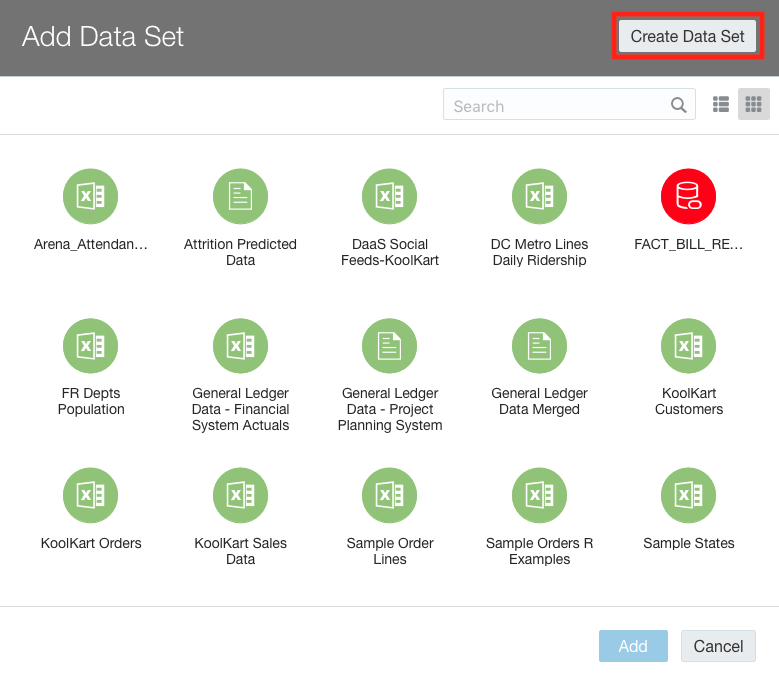 Add Data Set
Create Data Set
Search
Arena_Attendan...
Attrition Predicted
Data
DaaS Social
Feeds-KoolKart
DC Metro Lines
Daily Ridership
FACT_BILL_RE...
FR Depts
Population
General Ledger
Data - Financial
System Actuals
General Ledger
Data - Project
Planning System
General Ledger
Data Merged
KoolKart
Customers
KoolKart Orders
KoolKart Sales
Data
Sample Order
Lines
Sample Orders R
Examples
Sample States
Add
Cancel